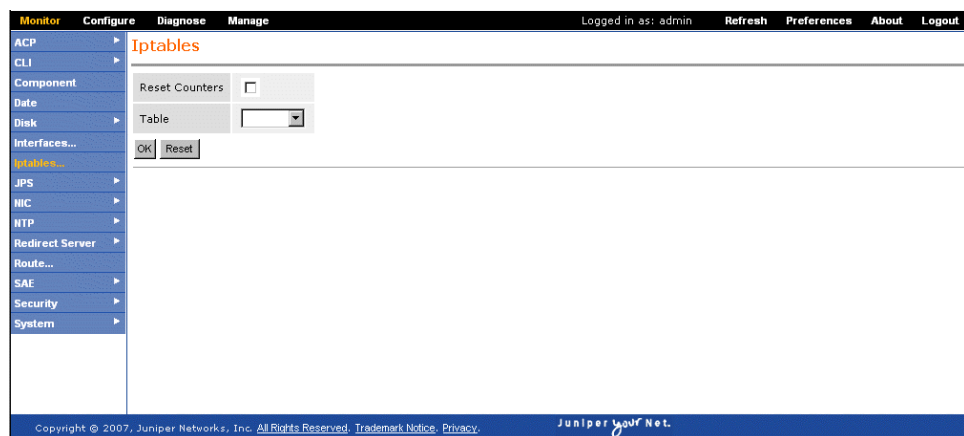 Monitor Configure Diagnose Manage Logged in as: admin Refresh Preferences About Logout
ACP
CLI
Component
Date
Disk
Interfaces...
Iptables...
JPS
NIC
NTP
Redirect Server
Route...
SAE
Security
System
Iptables
Reset Counters
Table
OK Reset
Copyright © 2007, Juniper Networks, Inc. All Rights Reserved. Trademark Notice. Privacy.
Juniper your Net.